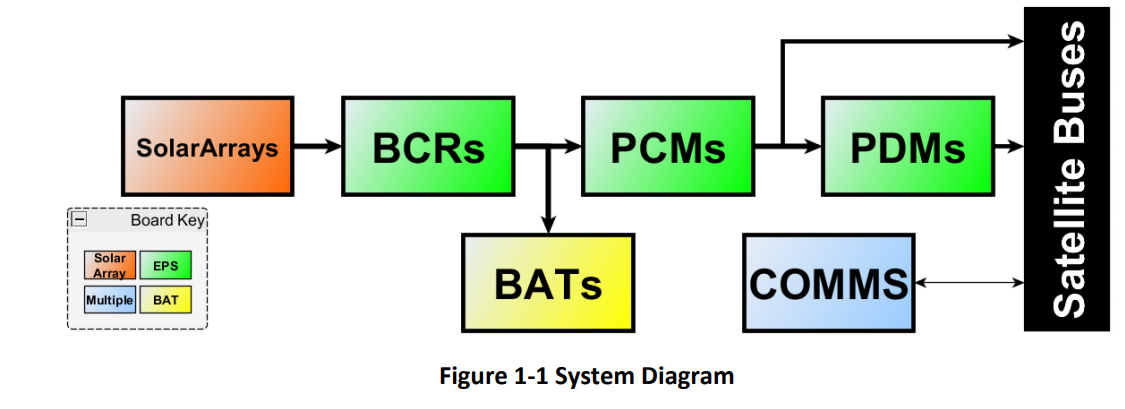 SolarArrays
BCRs
PCMs
PDMs
Satellite Buses
BATs
COMMS
Board Key
Solar
Array
EPS
Multiple
BAT
Figure 1-1 System Diagram